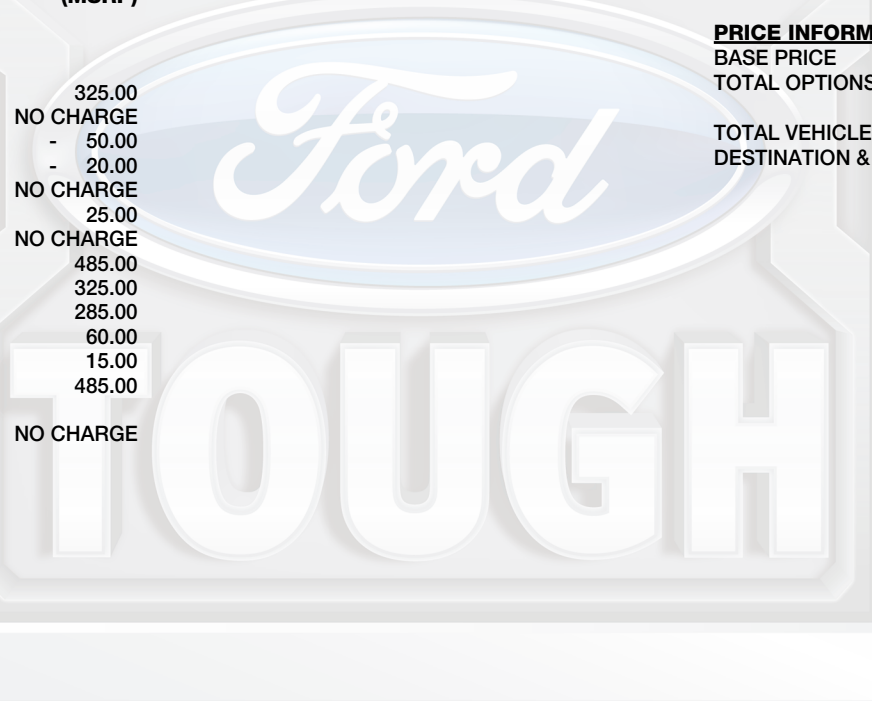 (MSRP)
325.00
NO CHARGE
- 50.00
- 20.00
NO CHARGE
25.00
NO CHARGE
485.00
325.00
285.00
60.00
15.00
485.00
NO CHARGE
PRICE INFORM
BASE PRICE
TOTAL OPTIONS
TOTAL VEHICLE
DESTINATION &
Ford
TOUGH